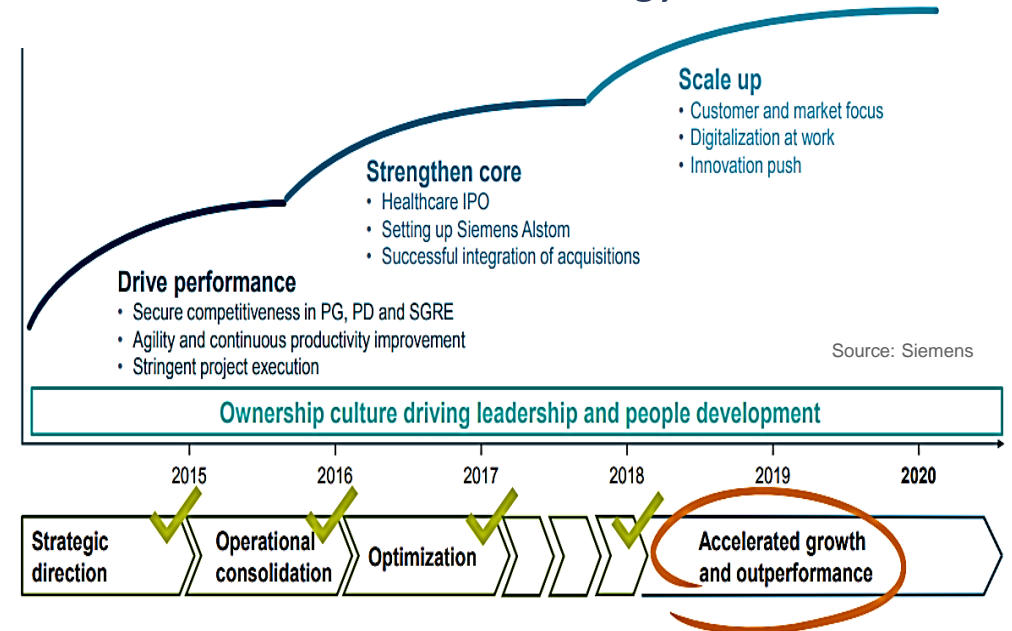 Scale up
• Customer and market focus
• Digitalization at work
• Innovation push
Strengthen core
• Healthcare IPO
• Setting up Siemens Alstom
• Successful integration of acquisitions
Drive performance
• Secure competitiveness in PG, PD and SGRE
• Agility and continuous productivity improvement
• Stringent project execution
Source: Siemens
Ownership culture driving leadership and people development
2015 2016 2017 2018 2019 2020
Strategic
direction
Operational
consolidation
Optimization
Accelerated growth
and outperformance